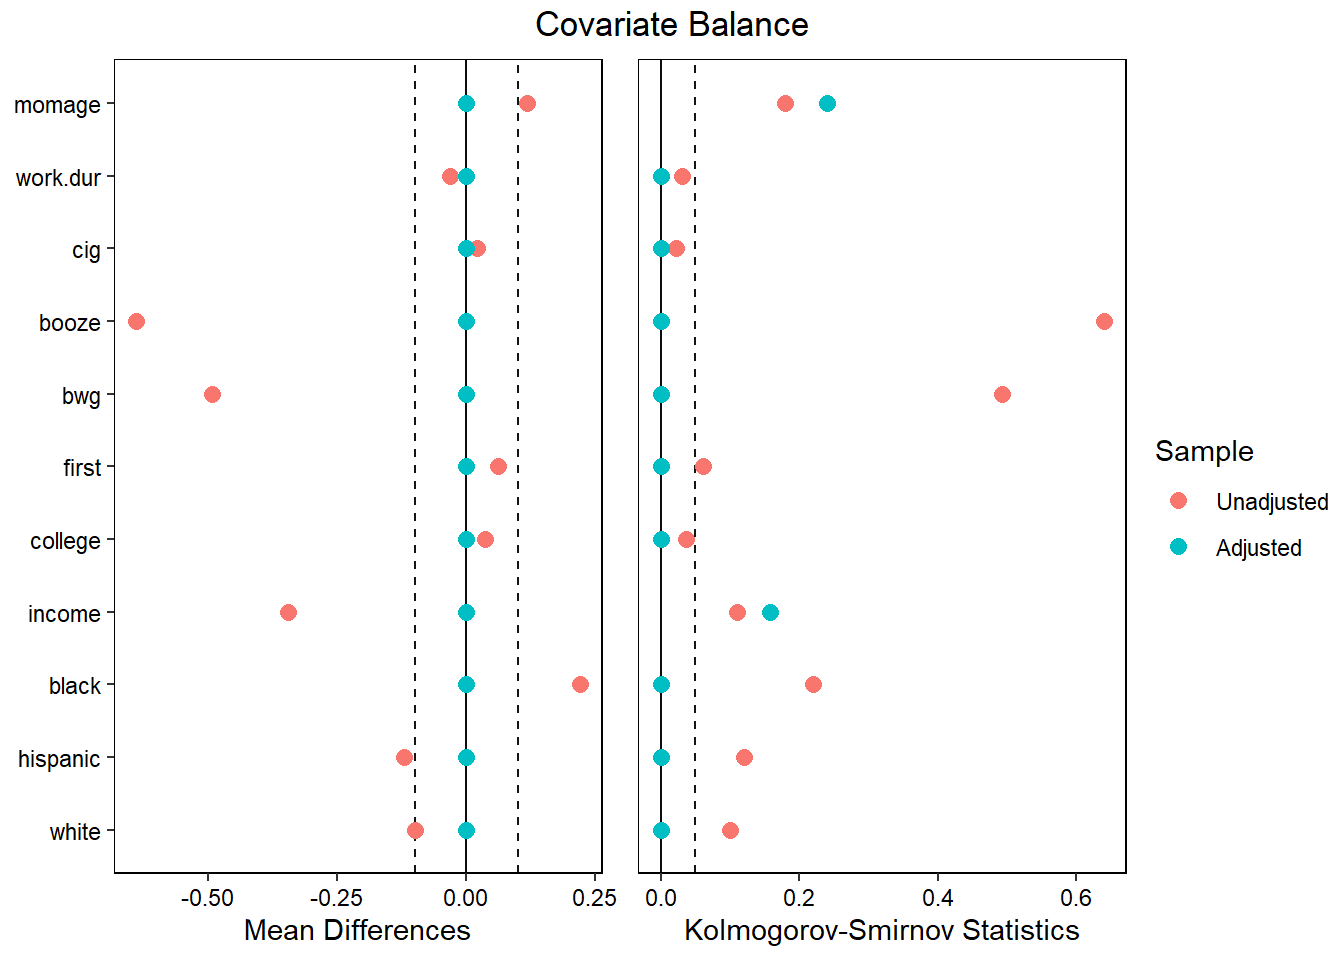 Covariate Balance
momage
work.dur
cig
booze
bwg
first
college
income
black
hispanic
white
-0.50 -0.25 0.00 0.25
Mean Differences
0.0 0.2 0.4 0.6
Kolmogorov-Smirnov Statistics
Sample
Unadjusted
Adjusted